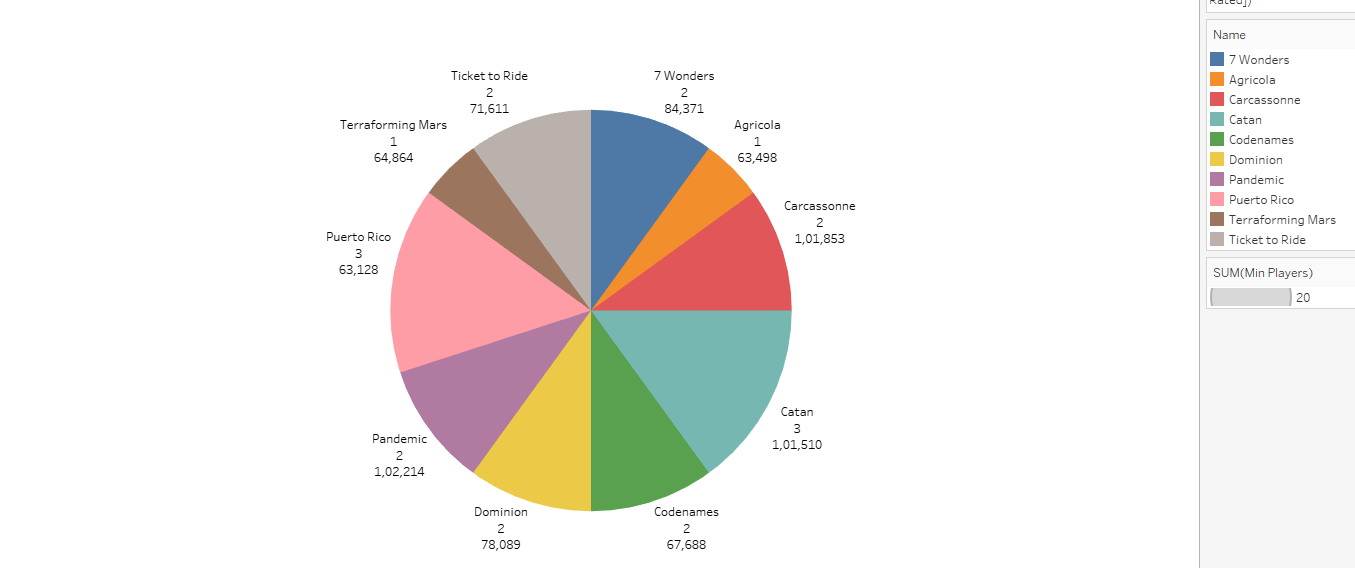 Rated])
Name
7 Wonders
Agricola
Carcassonne
Catan
Codenames
Dominion
Pandemic
Puerto Rico
Terraforming Mars
Ticket to Ride
SUM(Min Players)
20
Ticket to Ride
2
71,611
7 Wonders
2
84,371
Terraforming Mars
1
64,864
Agricola
1
63,498
Carcassonne
2
1,01,853
Puerto Rico
3
63,128
Catan
3
1,01,510
Pandemic
2
1,02,214
Dominion
2
78,089
Codenames
2
67,688